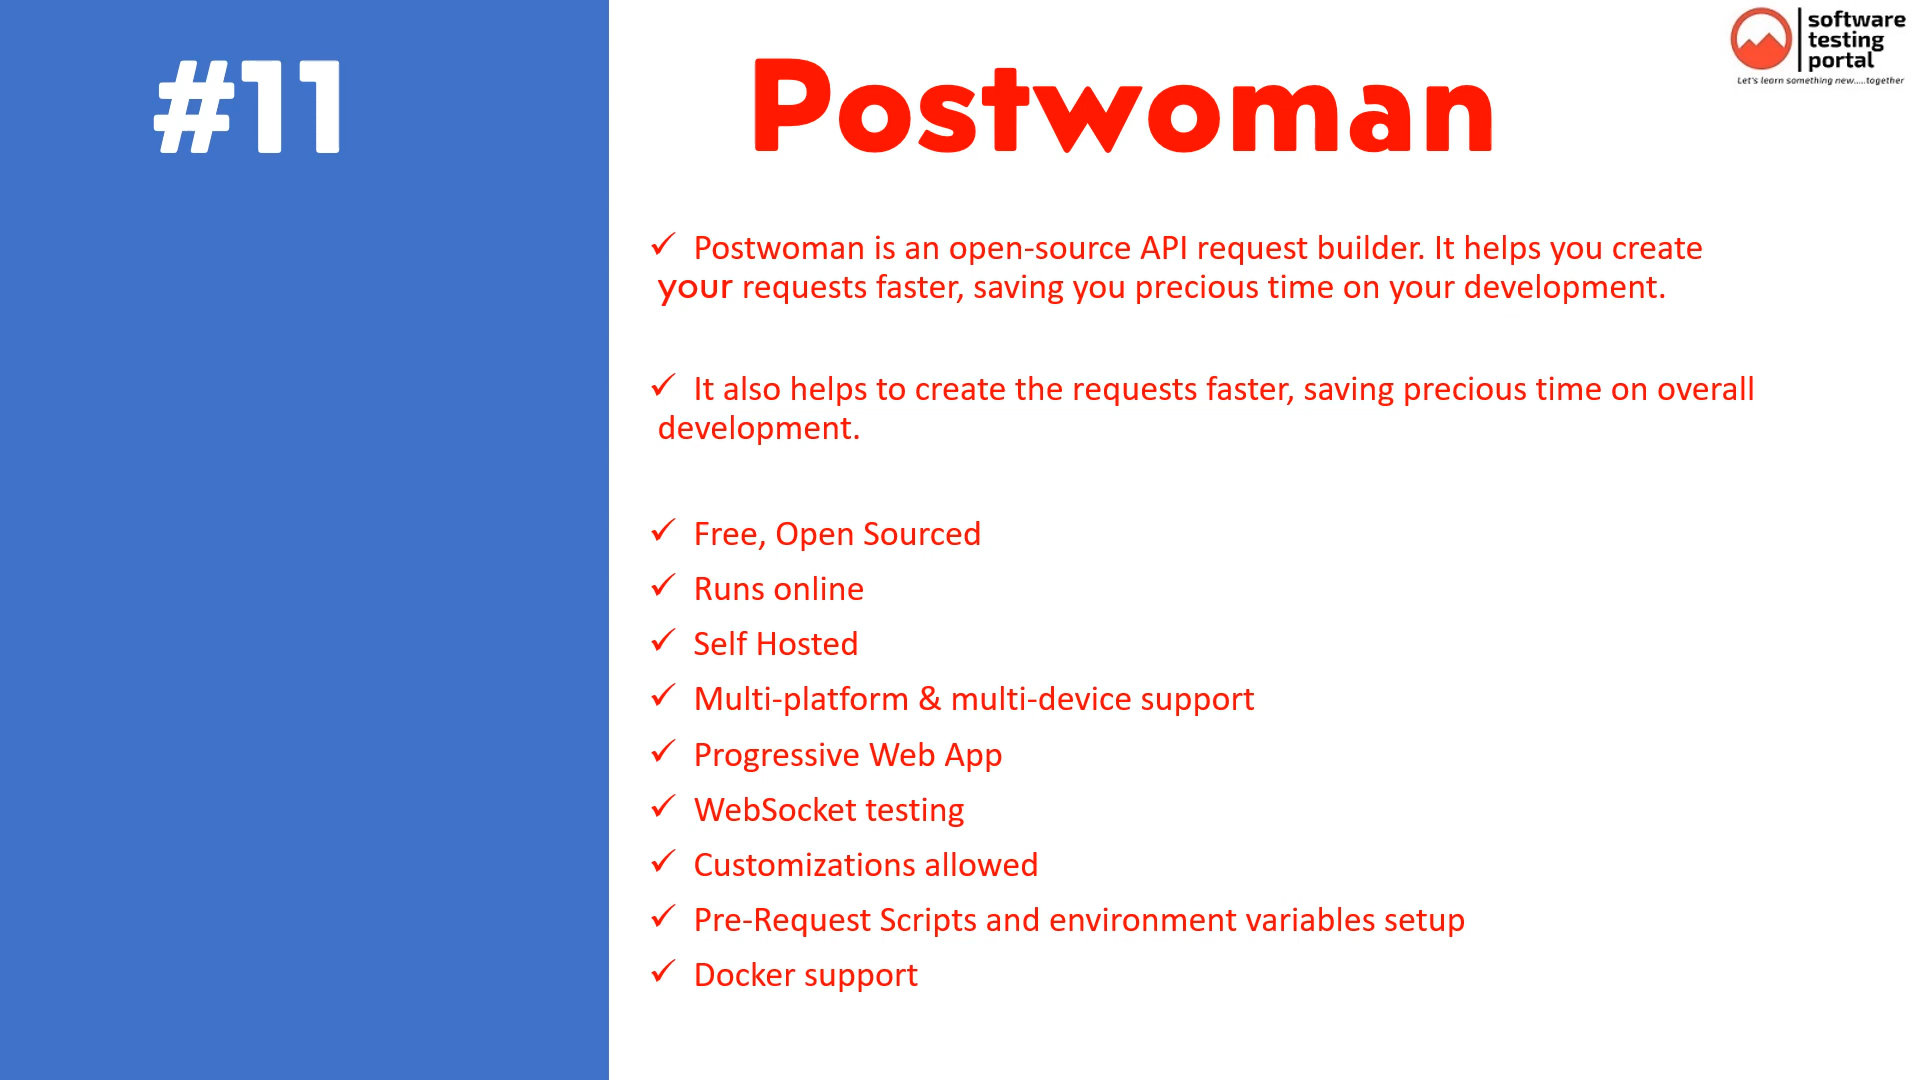 #11
Postwoman
software
testing
portal
Let's learn something new.....together
✓ Postwoman is an open-source API request builder. It helps you create
your requests faster, saving you precious time on your development.
✓ It also helps to create the requests faster, saving precious time on overall
development.
✓ Free, Open Sourced
✓ Runs online
✓ Self Hosted
✓ Multi-platform & multi-device support
✓ Progressive Web App
✓ WebSocket testing
✓ Customizations allowed
✓ Pre-Request Scripts and environment variables setup
✓ Docker support